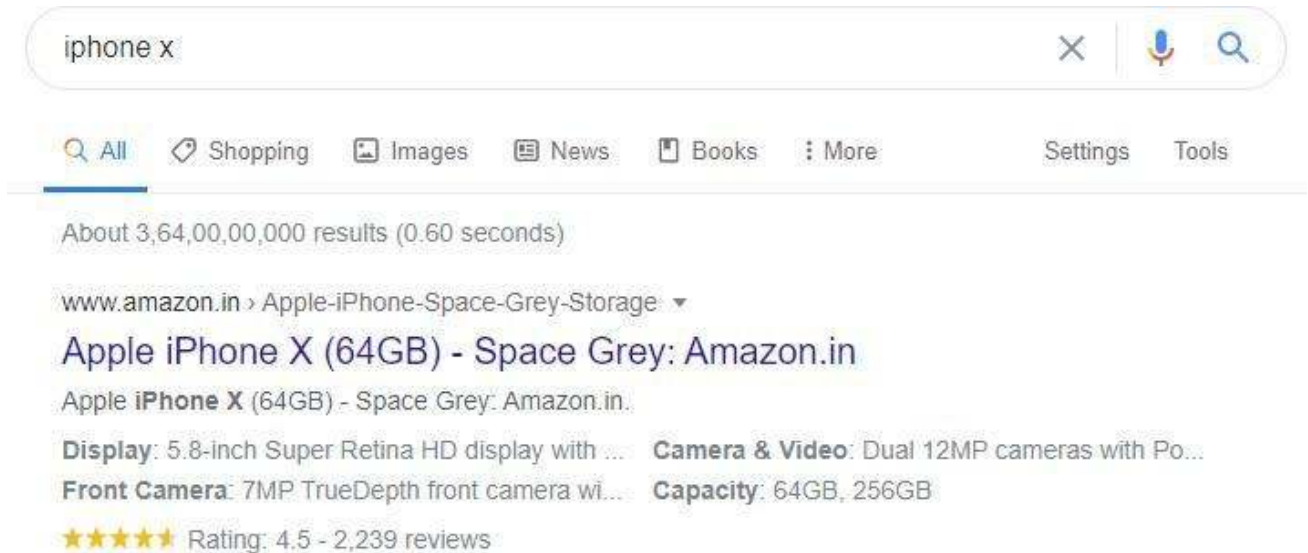 iphone x
All Shopping Images News Books More Settings Tools
About 3,64,00,00,000 results (0.60 seconds)
www.amazon.in › Apple-iPhone-Space-Grey-Storage
Apple iPhone X (64GB) - Space Grey: Amazon.in
Apple iPhone X (64GB) - Space Grey: Amazon.in.
Display: 5.8-inch Super Retina HD display with ... Camera & Video: Dual 12MP cameras with Po...
Front Camera: 7MP TrueDepth front camera wi... Capacity: 64GB, 256GB
Rating: 4.5 - 2,239 reviews